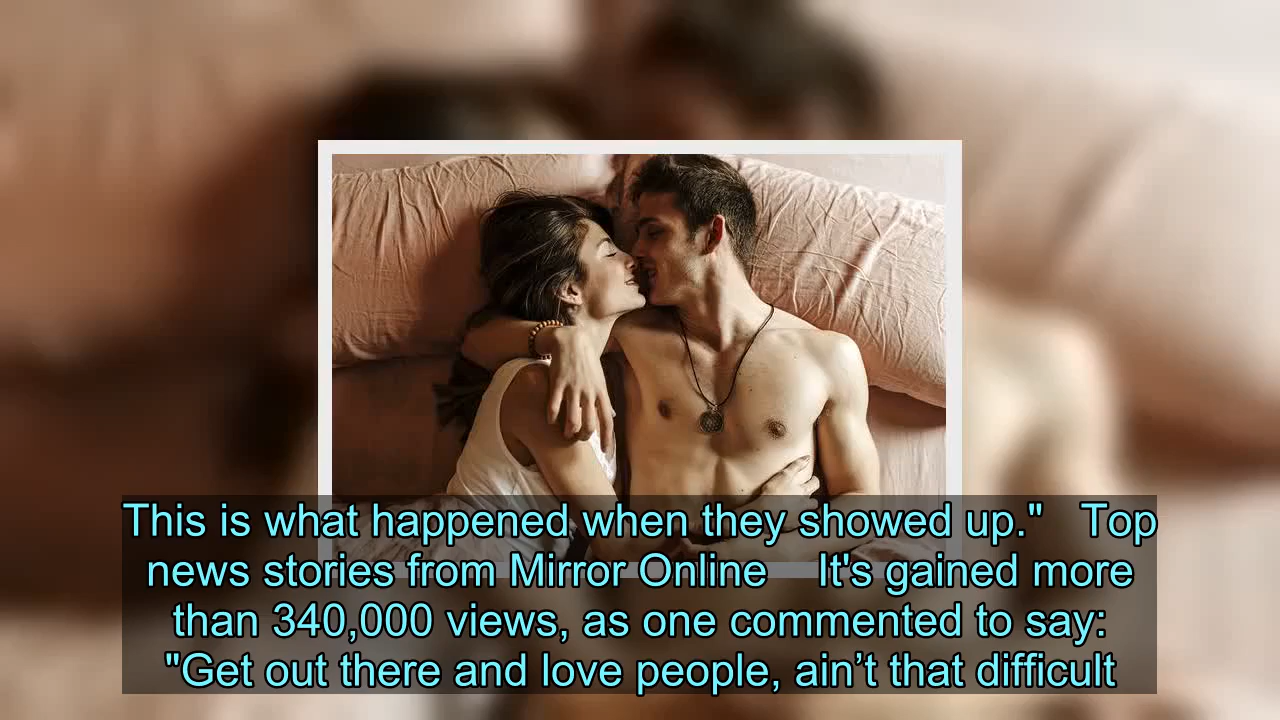 This is what happened when they showed up."   Top
news stories from Mirror Online    It's gained more
than 340,000 views, as one commented to say:
"Get out there and love people, ain’t that difficult